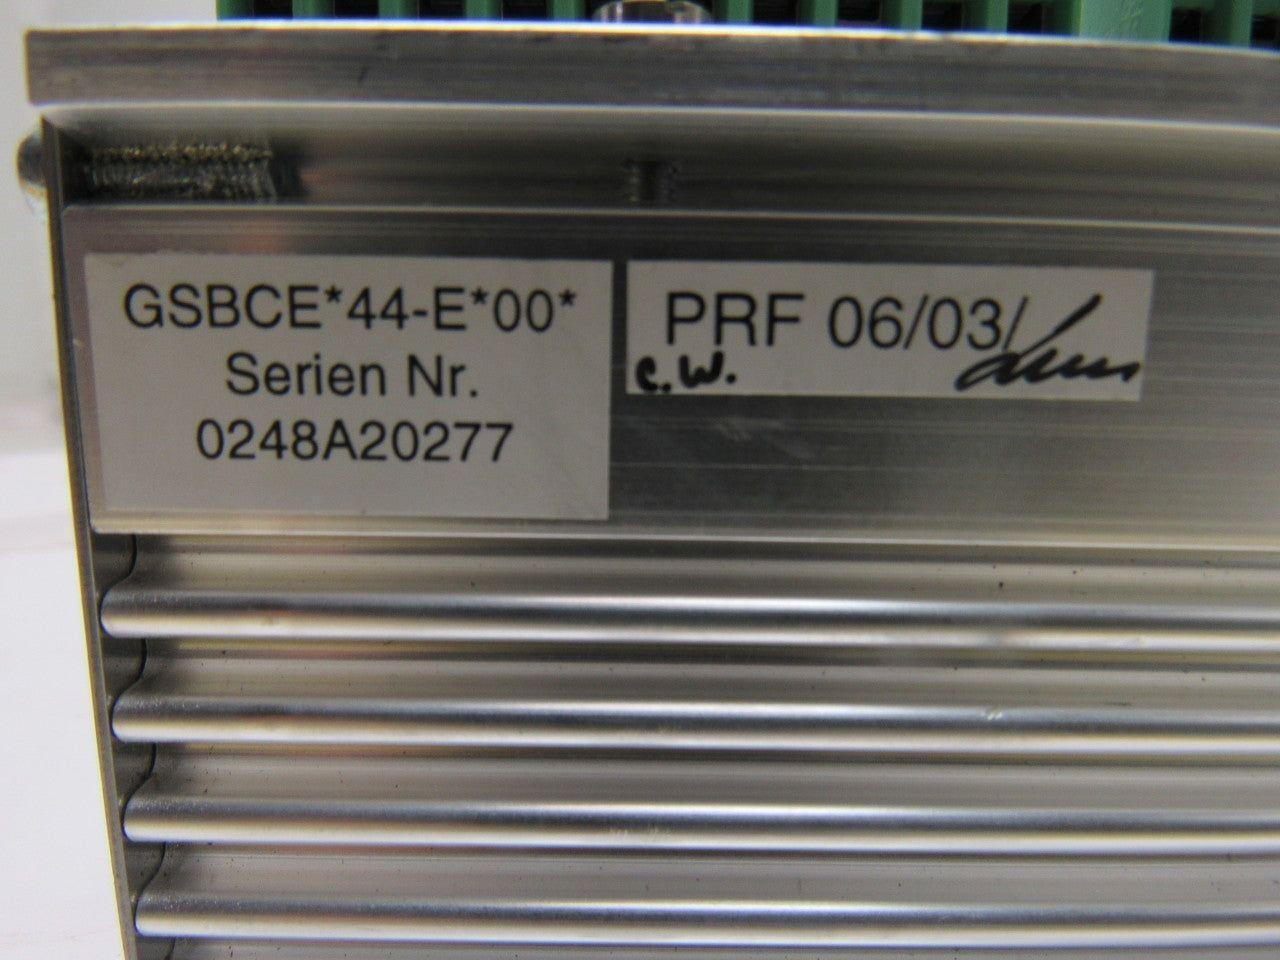 GSBCE*44-E*00*
Serien Nr.
0248A20277
PRF 06/03/
c.w.